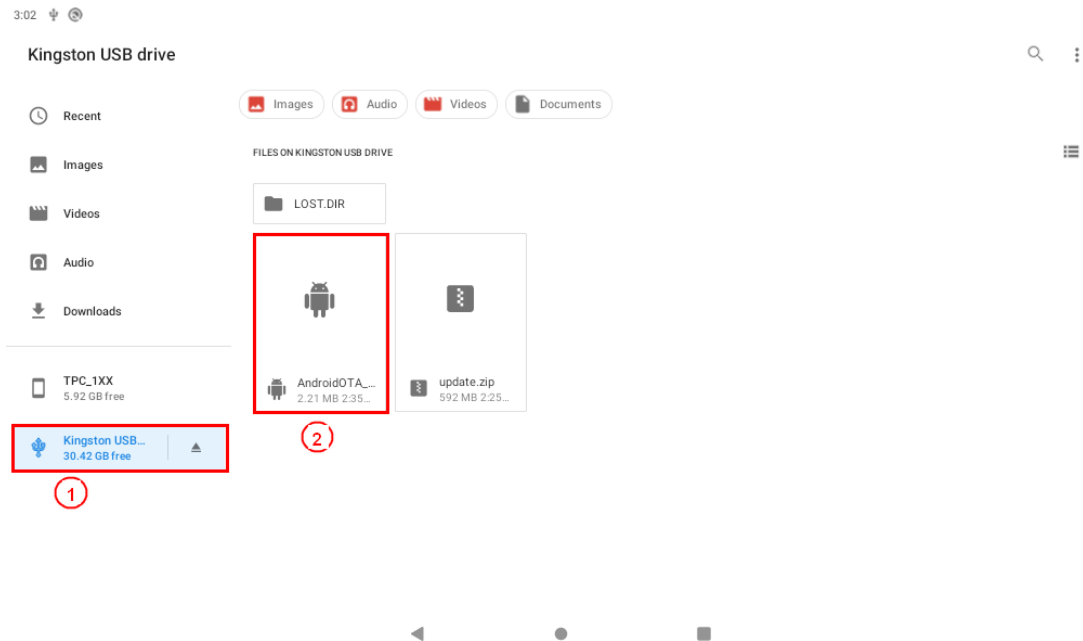 3:02
Kingston USB drive
Recent
Images
Videos
Audio
Downloads
TPC_1XX
5.92 GB free
Kingston USB...
30.42 GB free
1
Images
Audio
Videos
Documents
FILES ON KINGSTON USB DRIVE
LOST.DIR
AndroidOTA_...
2.21 MB 2:35...
update.zip
592 MB 2:25...
2